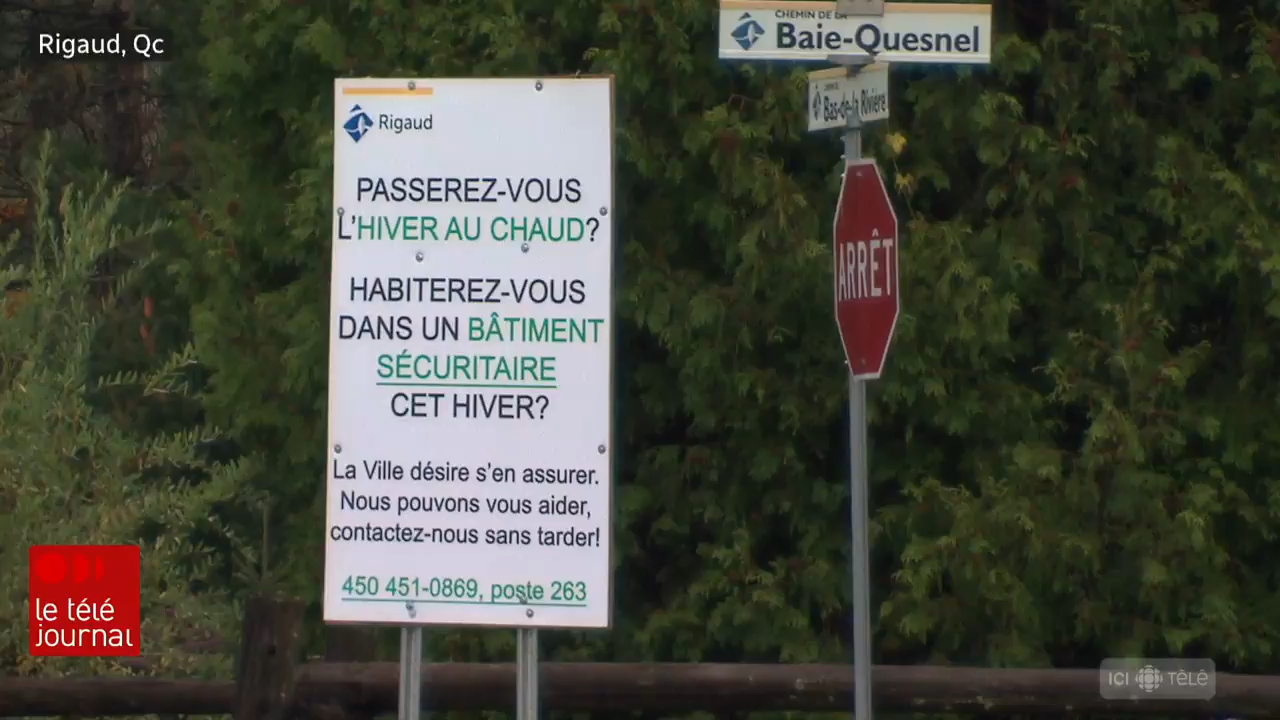 Rigaud, Qc
CHEMIN DE LA
Baie-Quesnel
Bas-de-la Rivière
ARRÊT
Rigaud
PASSEREZ-VOUS
L'HIVER AU CHAUD?
HABITEREZ-VOUS
DANS UN BÂTIMENT
SÉCURITAIRE
CET HIVER?
La Ville désire s'en assurer.
Nous pouvons vous aider,
contactez-nous sans tarder!
450 451-0869, poste 263
le télé
journal
ICI TÉLÉ